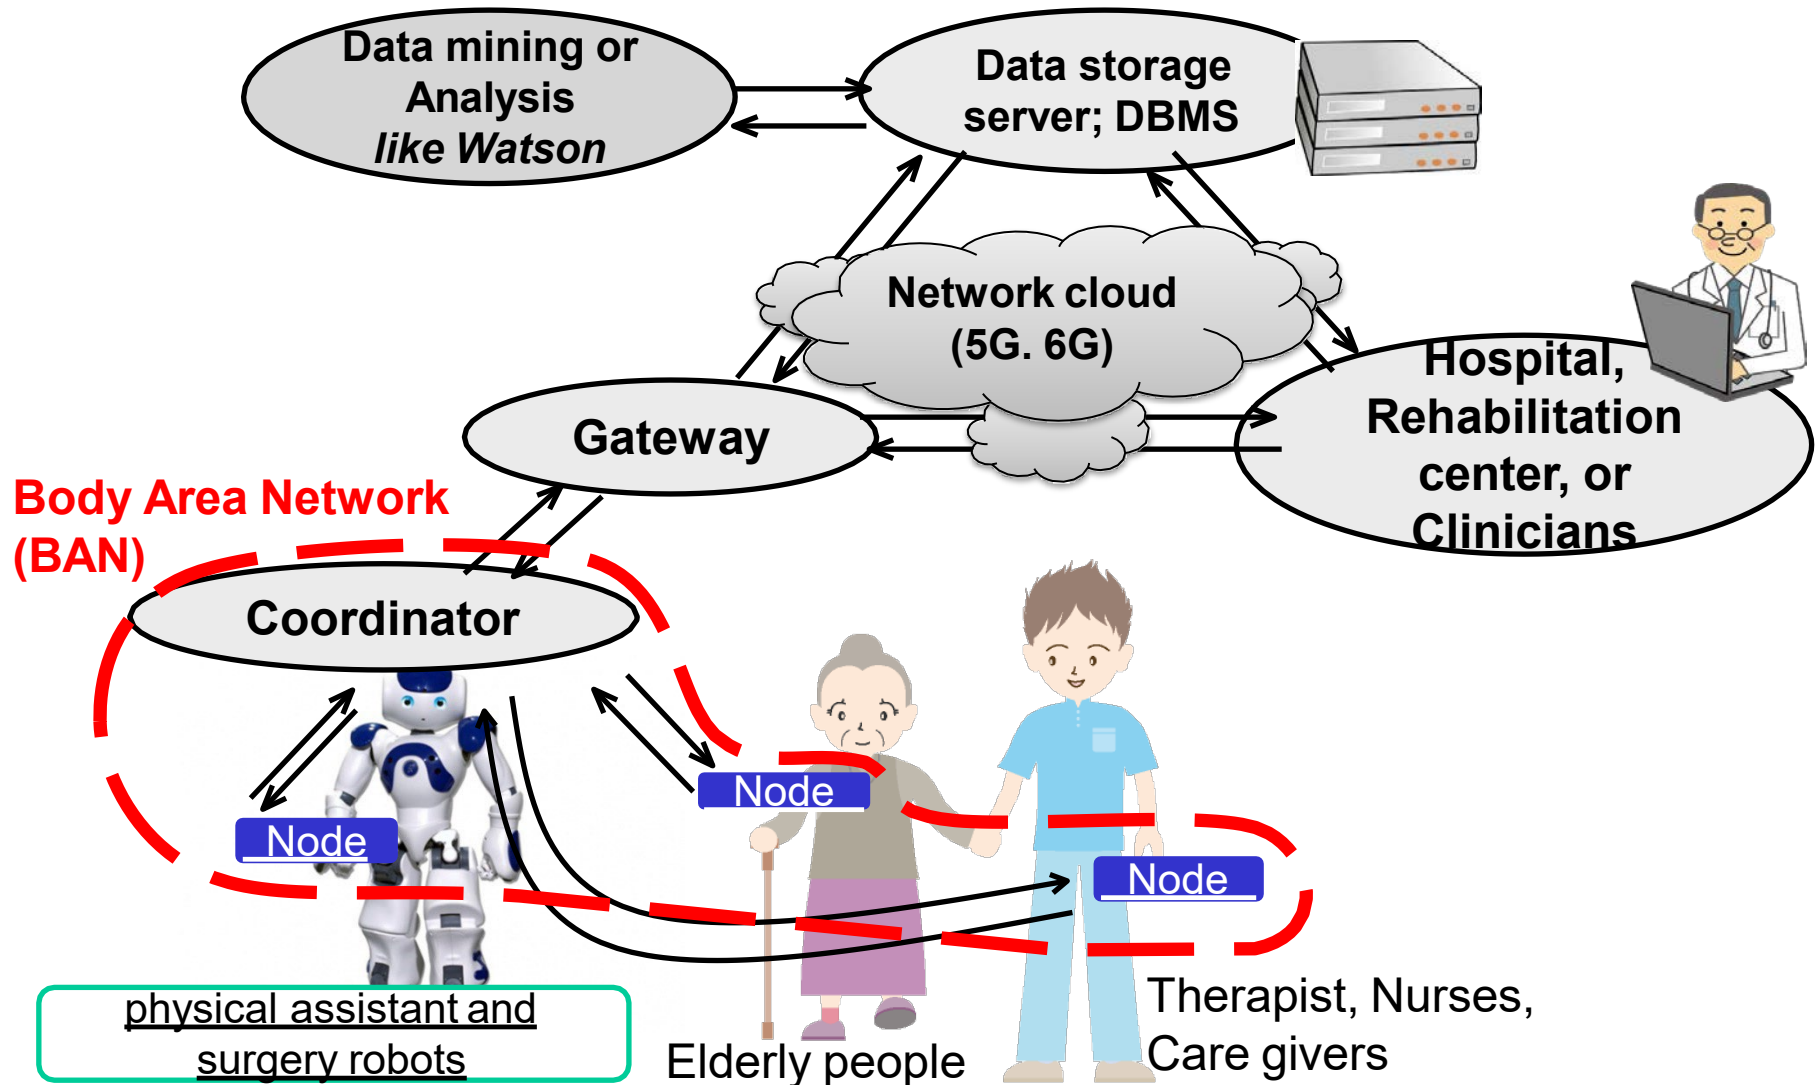 Data mining or
Analysis
like Watson
Data storage
server; DBMS
Network cloud
(5G. 6G)
Hospital,
Rehabilitation
center, or
Clinicians
Gateway
Body Area Network
(BAN)
Coordinator
Node
Node
Node
physical assistant and
surgery robots
Elderly people
Therapist, Nurses,
Care givers